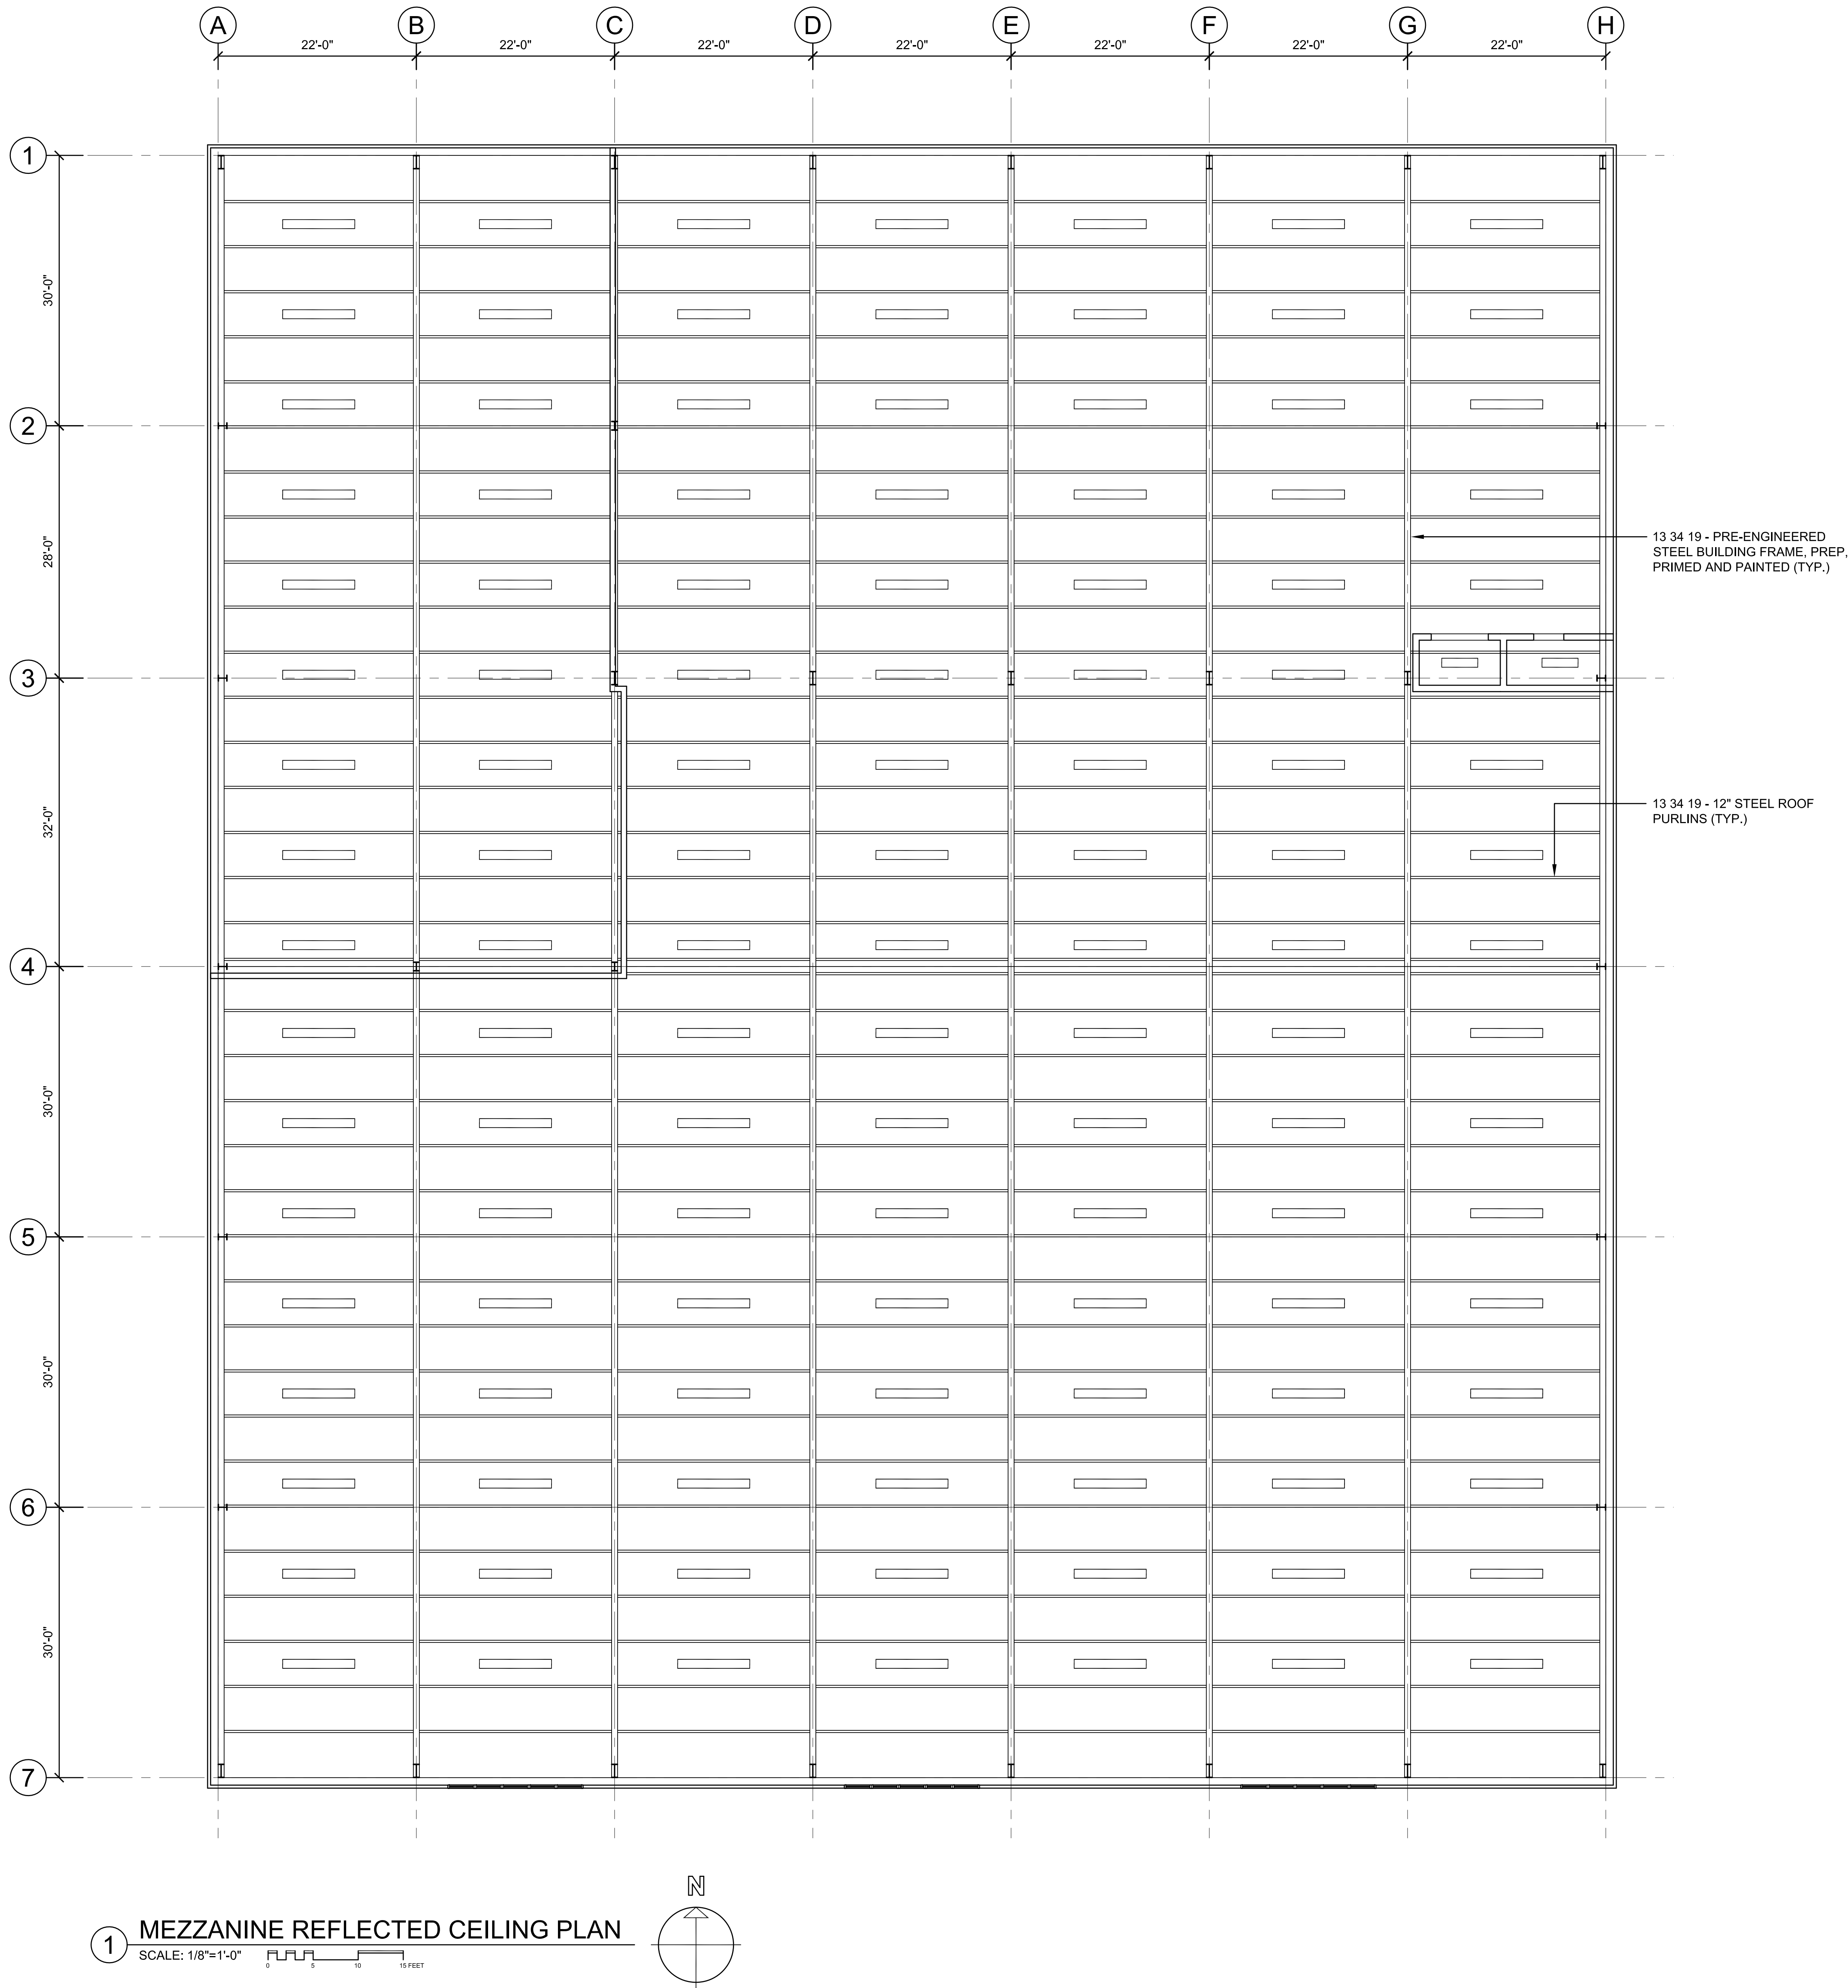 A B C D E F G H
22'-0" 22'-0" 22'-0" 22'-0" 22'-0" 22'-0" 22'-0"
1
30'-0"
2
28'-0"
13 34 19 - PRE-ENGINEERED
STEEL BUILDING FRAME, PREP,
PRIMED AND PAINTED (TYP.)
3
32'-0"
13 34 19 - 12" STEEL ROOF
PURLINS (TYP.)
4
30'-0"
5
30'-0"
6
30'-0"
7
N
1
MEZZANINE REFLECTED CEILING PLAN
SCALE: 1/8"=1'-0"
0 5 10 15 FEET